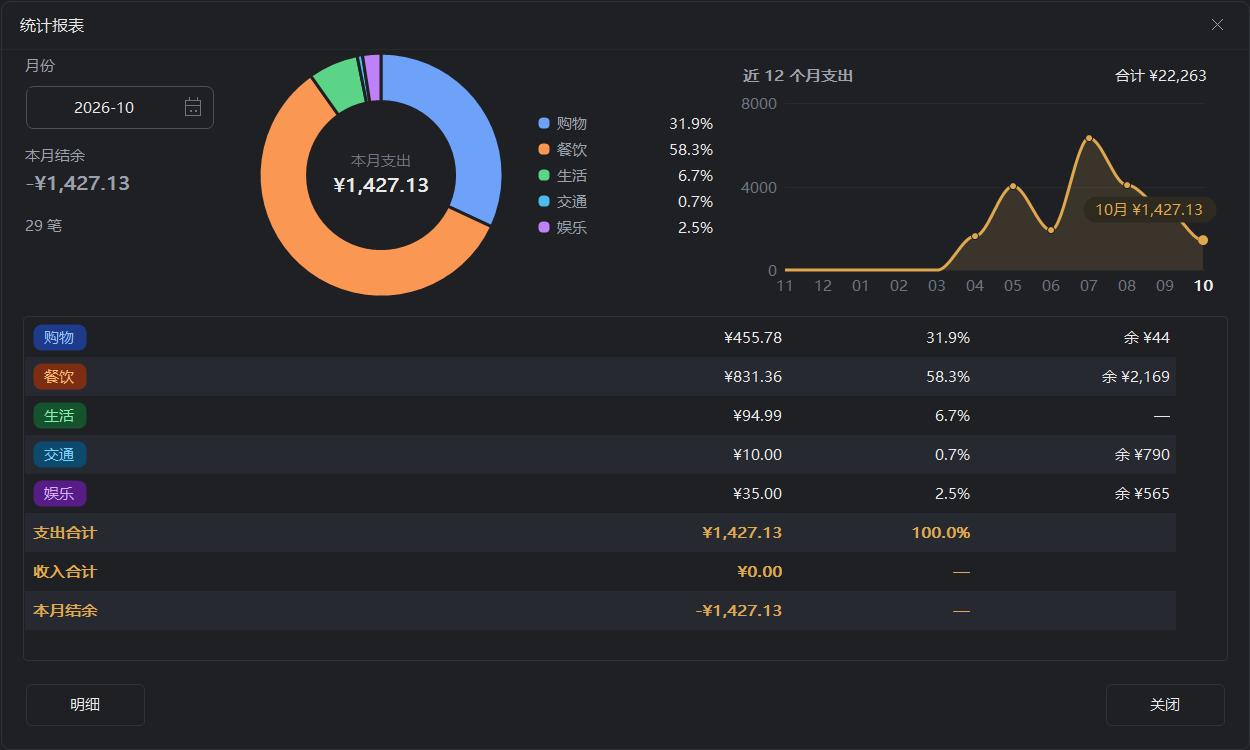 统计报表
月份
2026-10
本月结余
-¥1,427.13
29 笔
本月支出
¥1,427.13
购物 31.9%
餐饮 58.3%
生活 6.7%
交通 0.7%
娱乐 2.5%
近 12 个月支出 合计 ¥22,263
8000
4000
0
10月 ¥1,427.13
11 12 01 02 03 04 05 06 07 08 09 10
购物 ¥455.78 31.9% 余 ¥44
餐饮 ¥831.36 58.3% 余 ¥2,169
生活 ¥94.99 6.7% —
交通 ¥10.00 0.7% 余 ¥790
娱乐 ¥35.00 2.5% 余 ¥565
支出合计 ¥1,427.13 100.0%
收入合计 ¥0.00 —
本月结余 -¥1,427.13 —
明细 关闭